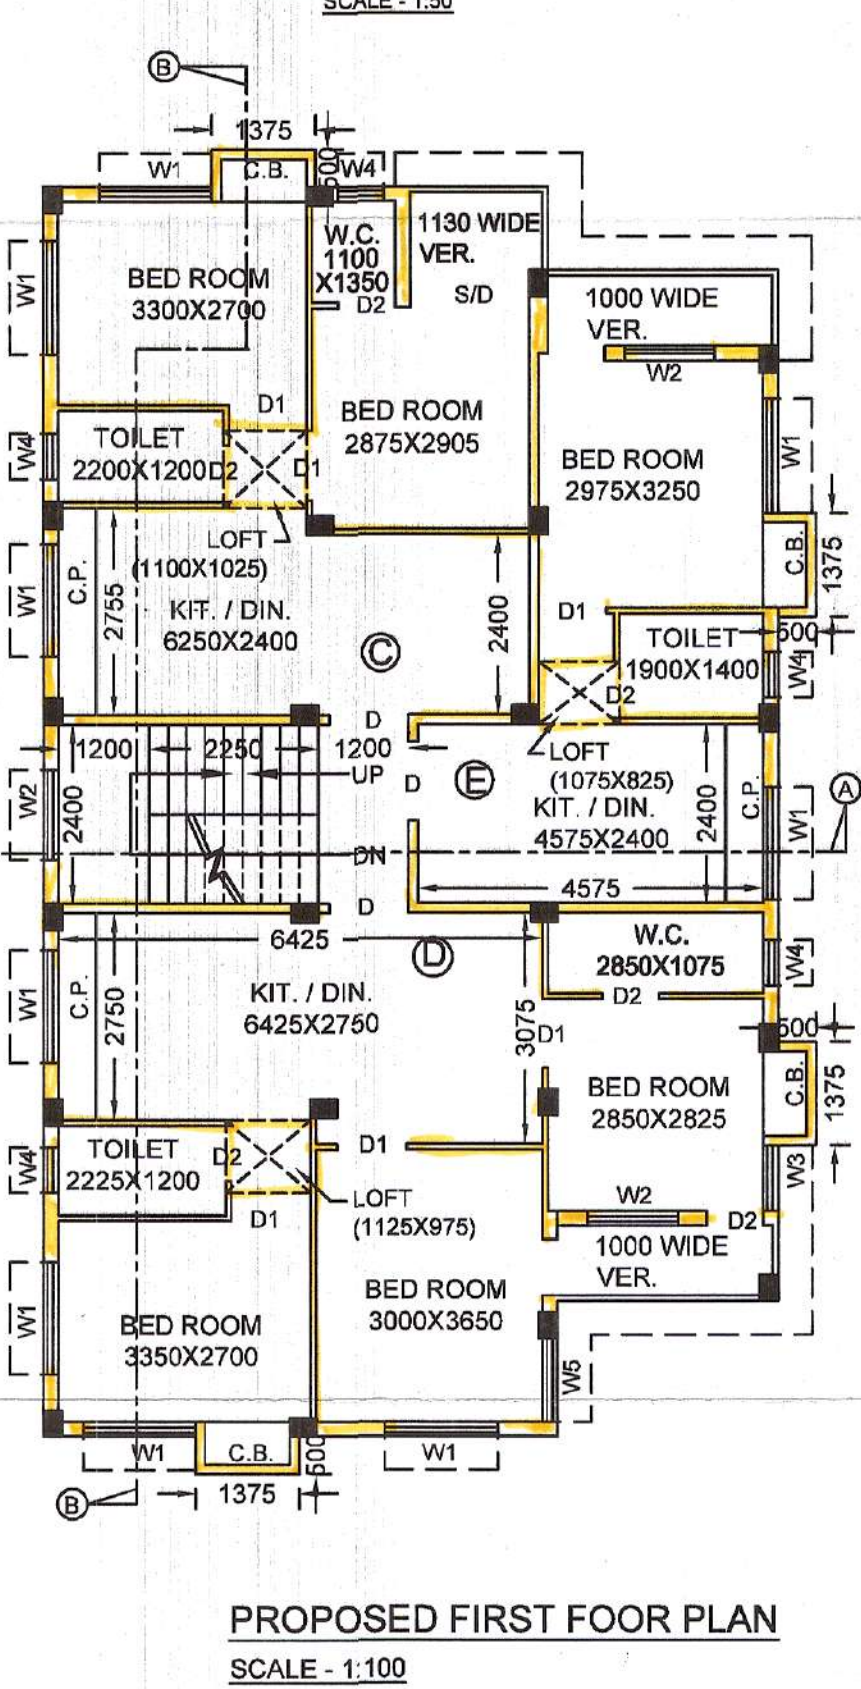 SCALE - 1:50
B
1375
W1
C.B.
500
W4
W.C.
1100
X1350
D2
1130 WIDE
VER.
S/D
W1
BED ROOM
3300X2700
1000 WIDE
VER.
W2
D1
BED ROOM
2875X2905
W4
TOILET
2200X1200
D2
D1
BED ROOM
2975X3250
W1
C.B.
1375
LOFT
(1100X1025)
W1
C.P.
2755
KIT. / DIN.
6250X2400
C
2400
D1
TOILET
1900X1400
500
W4
D2
D
1200
2250
1200
UP
D
E
LOFT
(1075X825)
KIT. / DIN.
4575X2400
2400
C.P.
W1
A
W2
2400
DN
4575
D
6425
D
W.C.
2850X1075
W4
D2
W1
C.P.
2750
KIT. / DIN.
6425X2750
3075
D1
500
BED ROOM
2850X2825
C.B.
1375
W4
TOILET
2225X1200
D2
D1
LOFT
(1125X975)
D1
W2
D2
W3
1000 WIDE
VER.
BED ROOM
3000X3650
W1
BED ROOM
3350X2700
W5
W1
C.B.
500
W1
B
1375
PROPOSED FIRST FOOR PLAN
SCALE - 1:100